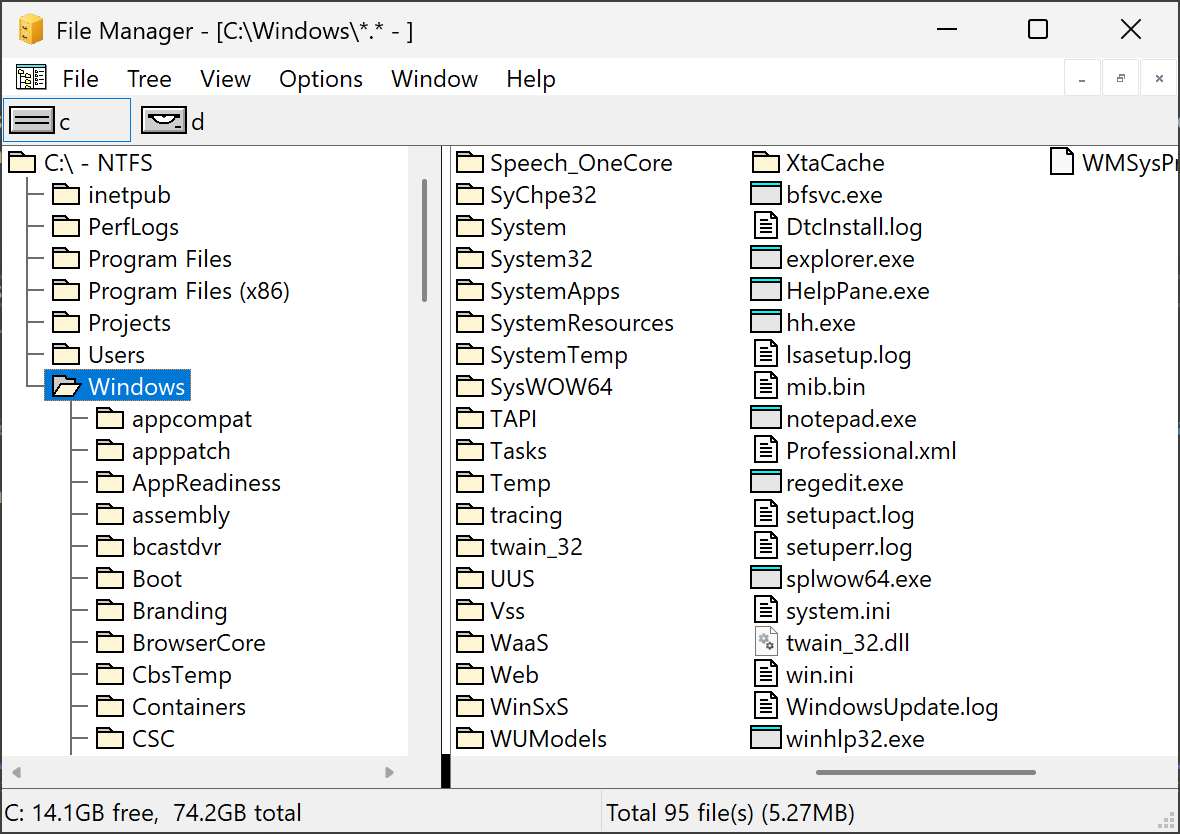 File Manager - [C:\Windows\*.* - ]
File Tree View Options Window Help
c d
C:\ - NTFS
inetpub
PerfLogs
Program Files
Program Files (x86)
Projects
Users
Windows
appcompat
apppatch
AppReadiness
assembly
bcastdvr
Boot
Branding
BrowserCore
CbsTemp
Containers
CSC
Speech_OneCore
SyChpe32
System
System32
SystemApps
SystemResources
SystemTemp
SysWOW64
TAPI
Tasks
Temp
tracing
twain_32
UUS
Vss
WaaS
Web
WinSxS
WUModels
XtaCache
bfsvc.exe
DtcInstall.log
explorer.exe
HelpPane.exe
hh.exe
lsasetup.log
mib.bin
notepad.exe
Professional.xml
regedit.exe
setupact.log
setuperr.log
splwow64.exe
system.ini
twain_32.dll
win.ini
WindowsUpdate.log
winhlp32.exe
WMSysPr
C: 14.1GB free,  74.2GB total
Total 95 file(s) (5.27MB)